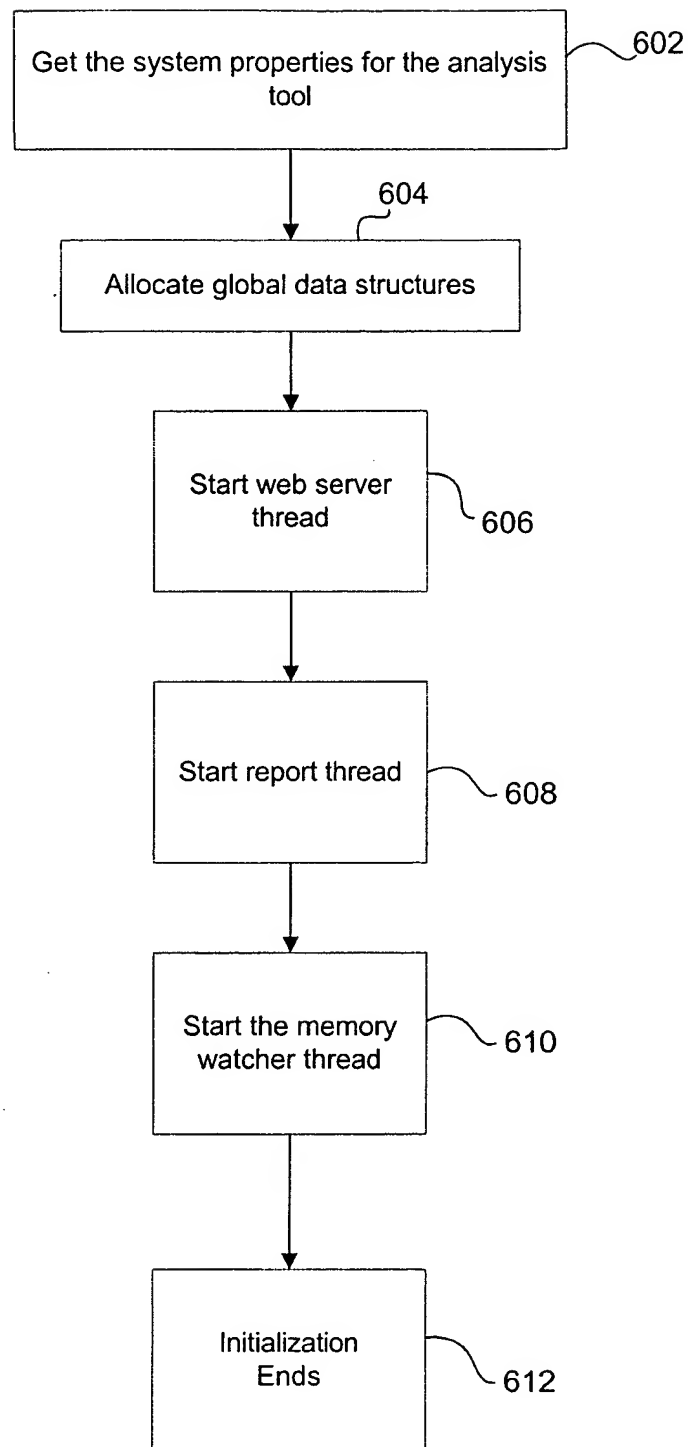 Get the system properties for the analysis
tool
602
604
Allocate global data structures
Start web server
thread
606
Start report thread
608
Start the memory
watcher thread
610
Initialization
Ends
612